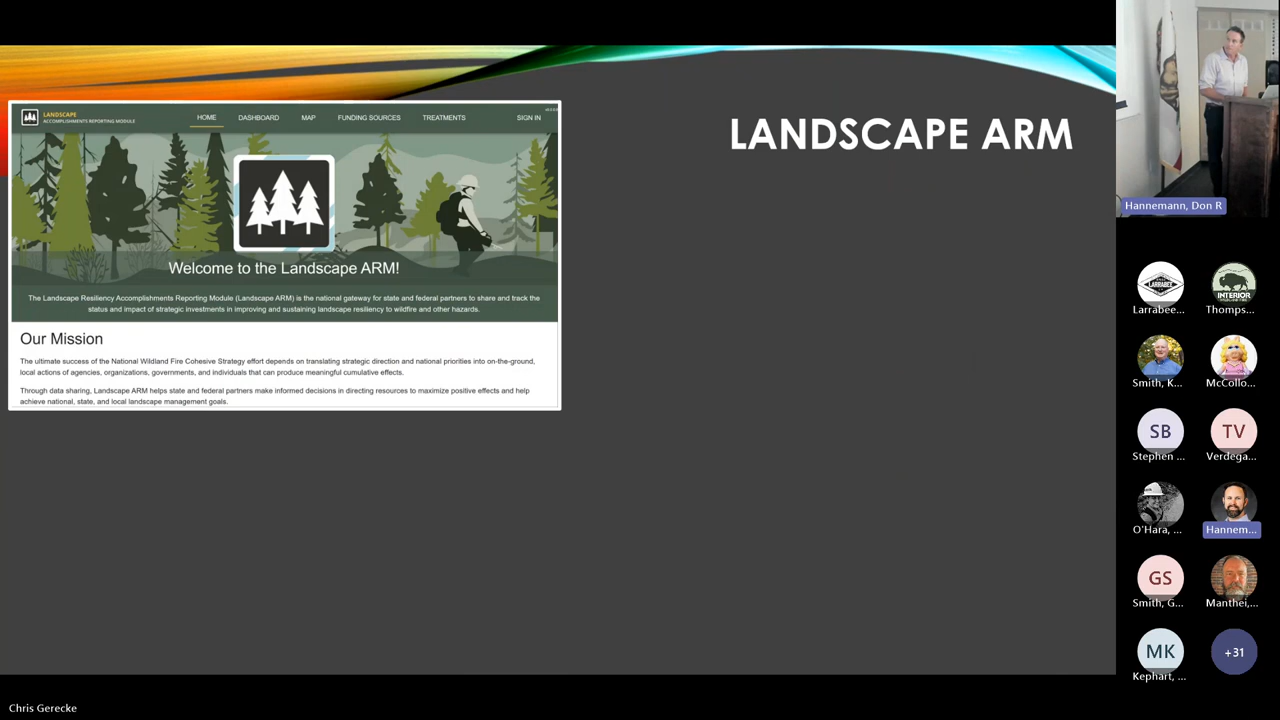 LANDSCAPE
ACCOMPLISHMENTS REPORTING MODULE
HOME
DASHBOARD
MAP
FUNDING SOURCES
TREATMENTS
SIGN IN
LANDSCAPE ARM
Welcome to the Landscape ARM!
The Landscape Resiliency Accomplishments Reporting Module (Landscape ARM) is the national gateway for state and federal partners to share and track the
status and impact of strategic investments in improving and sustaining landscape resiliency to wildfire and other hazards.
Our Mission
The ultimate success of the National Wildland Fire Cohesive Strategy effort depends on translating strategic direction and national priorities into on-the-ground,
local actions of agencies, organizations, governments, and individuals that can produce meaningful cumulative effects.
Through data sharing, Landscape ARM helps state and federal partners make informed decisions in directing resources to maximize positive effects and help
achieve national, state, and local landscape management goals.
Hannemann, Don R
LARRABEE
Larrabee...
INTERIOR
Thomps...
Smith, K...
McCollo...
SB
Stephen ...
TV
Verdega...
O'Hara, ...
Hannem...
GS
Smith, G...
Manthei,...
MK
Kephart, ...
+31
Chris Gerecke